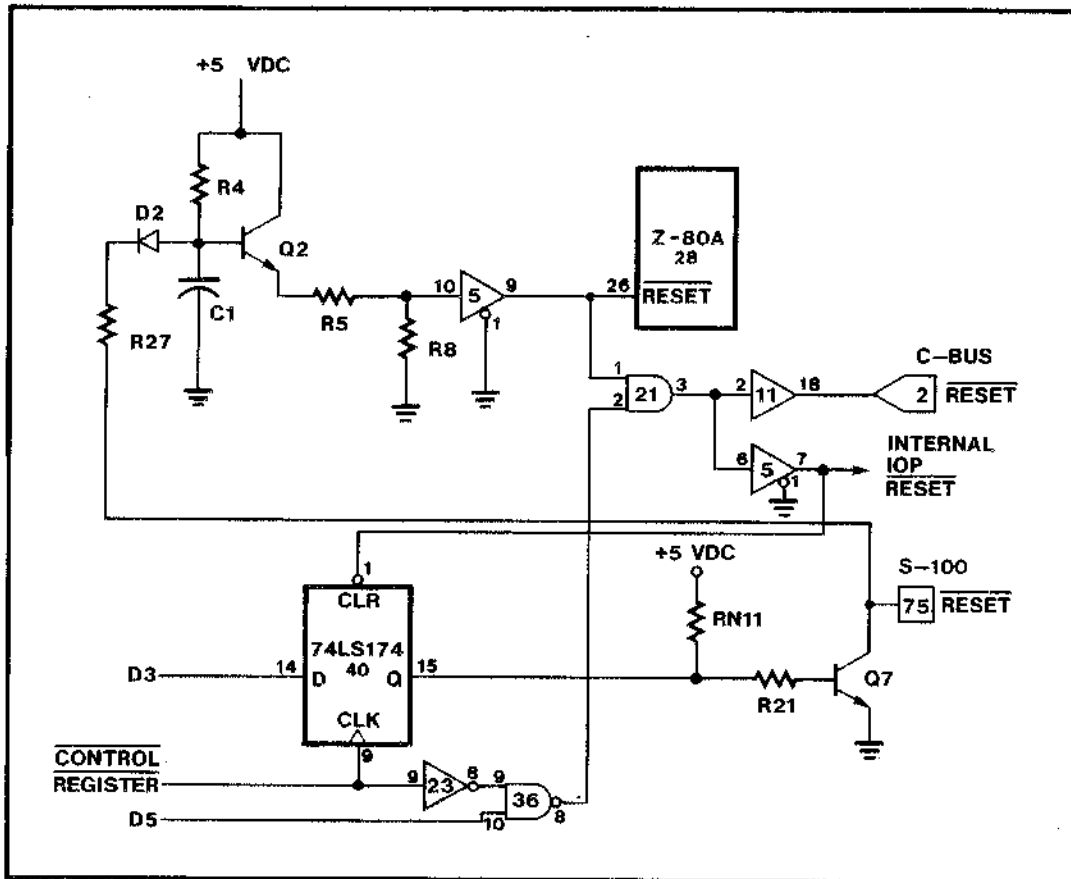 +5 VDC
R4
D2
Q2
C1
R27
R5
R8
10
5
9
1
Z-80A
28
26
RESET
1
2
21
3
2
11
18
C-BUS
2
RESET
6
5
7
1
INTERNAL
IOP
RESET
+5 VDC
RN11
S-100
75
RESET
1
CLR
74LS174
40
D3
14
D
Q
15
CLK
9
R21
Q7
CONTROL
REGISTER
9
23
8
9
36
8
D5
10